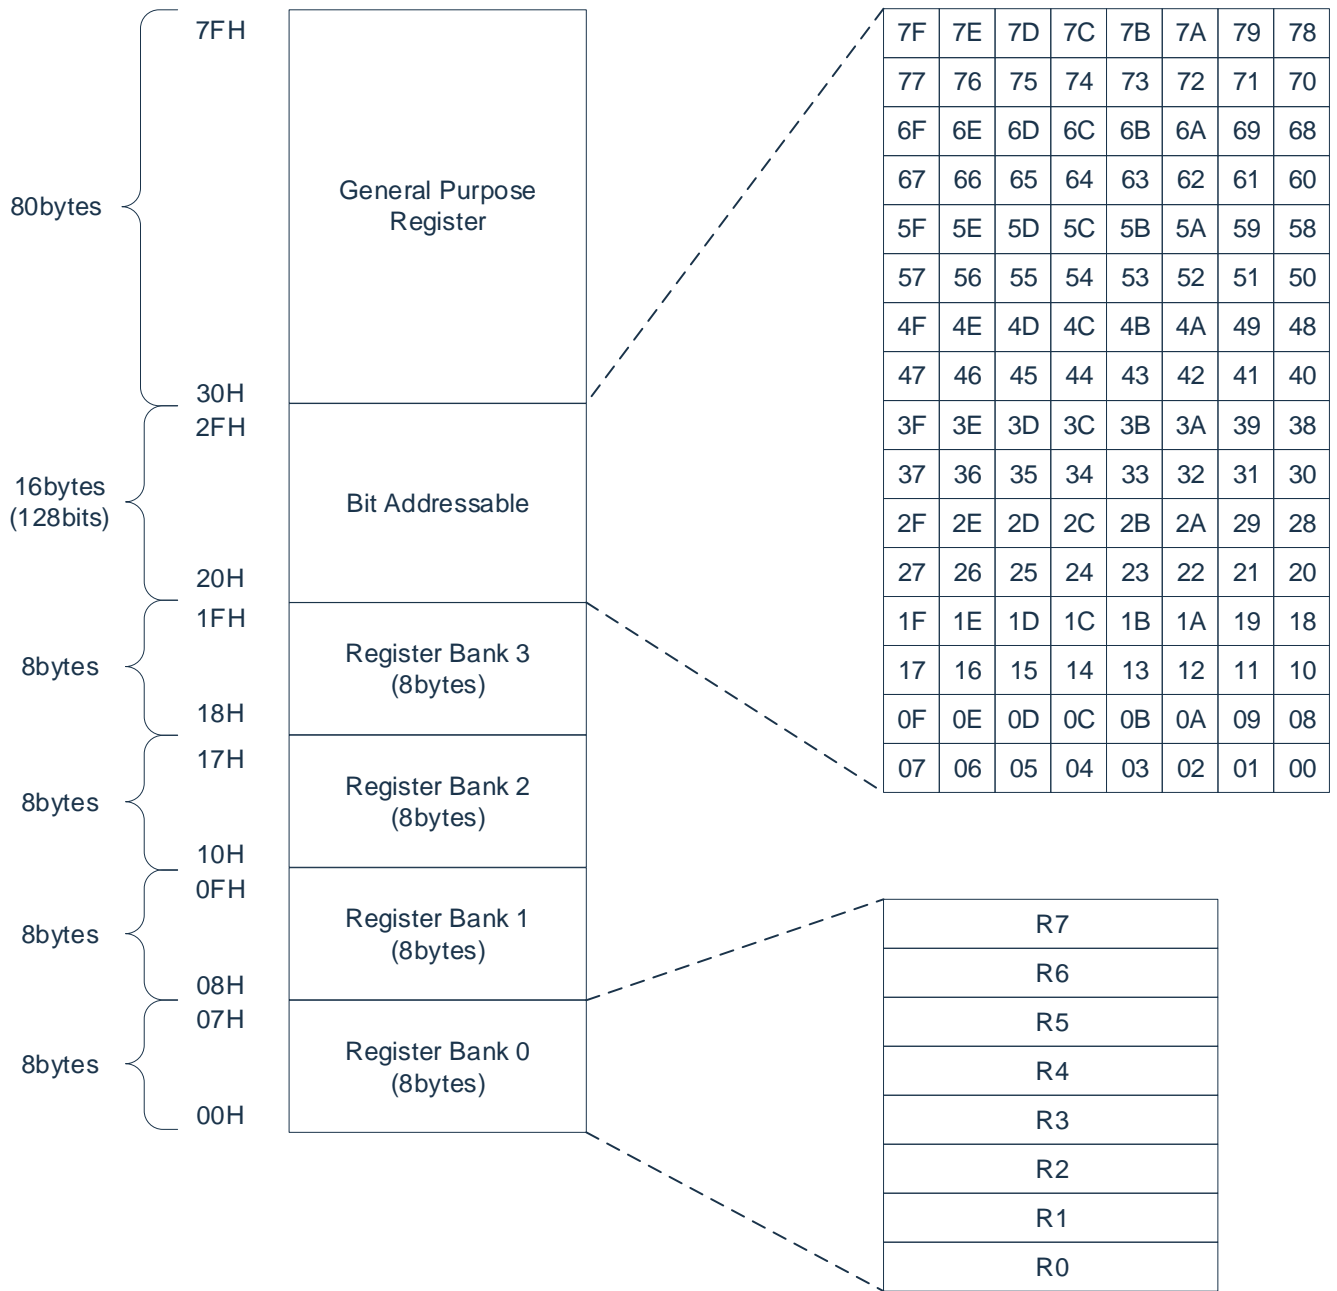 7FH
80bytes
General Purpose
Register
30H
2FH
16bytes
(128bits)
Bit Addressable
20H
1FH
8bytes
Register Bank 3
(8bytes)
18H
17H
8bytes
Register Bank 2
(8bytes)
10H
0FH
8bytes
Register Bank 1
(8bytes)
08H
07H
8bytes
Register Bank 0
(8bytes)
00H
7F 7E 7D 7C 7B 7A 79 78
77 76 75 74 73 72 71 70
6F 6E 6D 6C 6B 6A 69 68
67 66 65 64 63 62 61 60
5F 5E 5D 5C 5B 5A 59 58
57 56 55 54 53 52 51 50
4F 4E 4D 4C 4B 4A 49 48
47 46 45 44 43 42 41 40
3F 3E 3D 3C 3B 3A 39 38
37 36 35 34 33 32 31 30
2F 2E 2D 2C 2B 2A 29 28
27 26 25 24 23 22 21 20
1F 1E 1D 1C 1B 1A 19 18
17 16 15 14 13 12 11 10
0F 0E 0D 0C 0B 0A 09 08
07 06 05 04 03 02 01 00
R7
R6
R5
R4
R3
R2
R1
R0